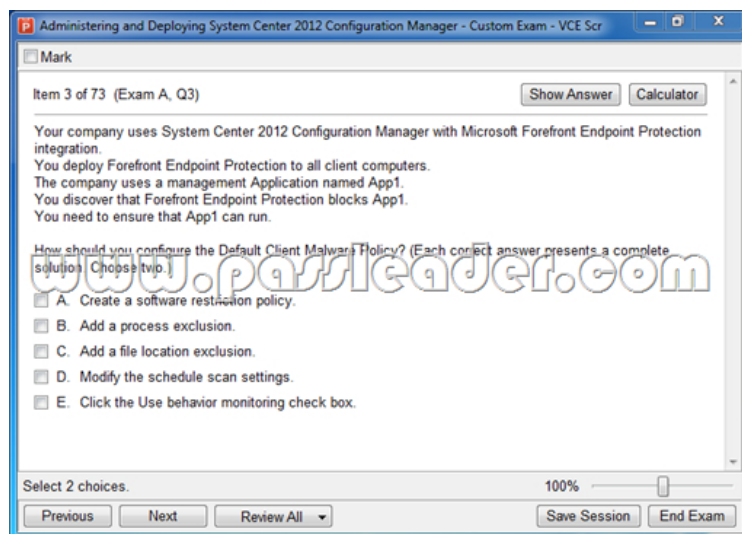 Administering and Deploying System Center 2012 Configuration Manager - Custom Exam - VCE Scr
Mark
Item 3 of 73 (Exam A, Q3)
Show Answer
Calculator
Your company uses System Center 2012 Configuration Manager with Microsoft Forefront Endpoint Protection
integration.
You deploy Forefront Endpoint Protection to all client computers.
The company uses a management Application named App1.
You discover that Forefront Endpoint Protection blocks App1.
You need to ensure that App1 can run.
How should you configure the Default Client Malware Policy? (Each correct answer presents a complete
solution. Choose two.)
www.passleader.com
A. Create a software restriction policy.
B. Add a process exclusion.
C. Add a file location exclusion.
D. Modify the schedule scan settings.
E. Click the Use behavior monitoring check box.
Select 2 choices.
100%
Previous
Next
Review All
Save Session
End Exam